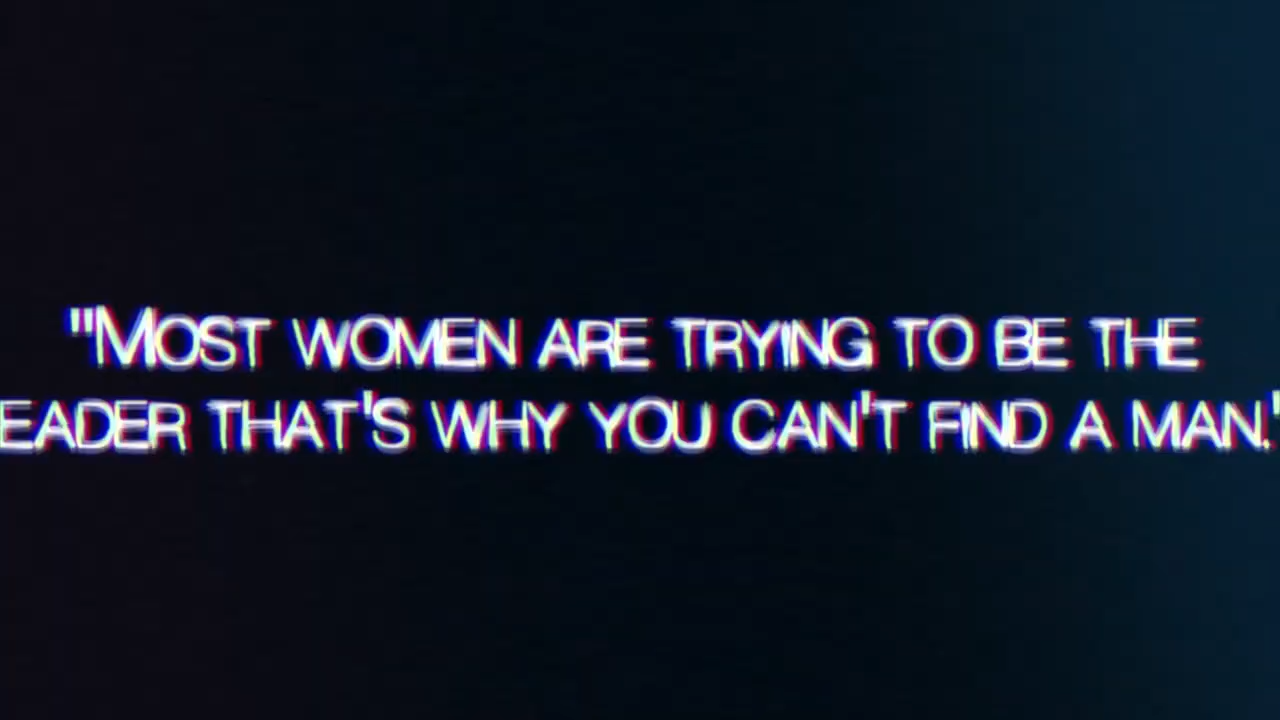 "Most women are trying to be the
eader that's why you can't find a man."